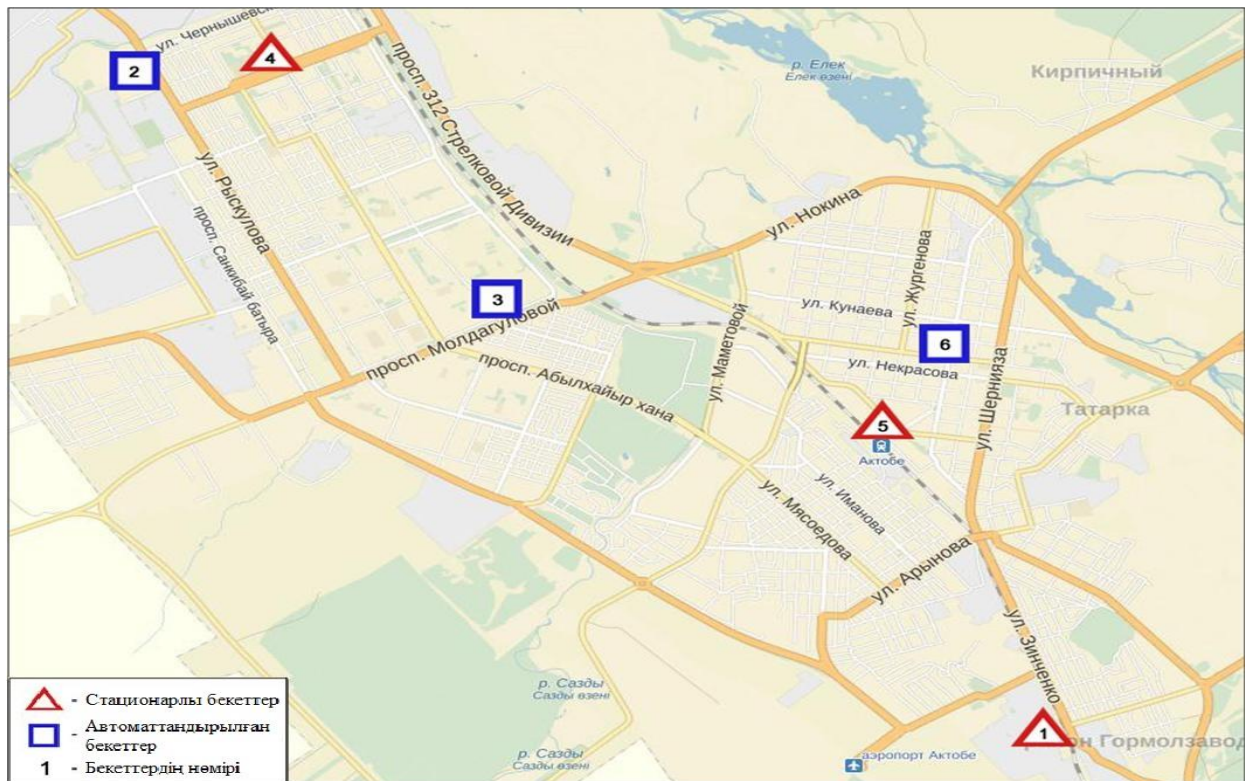 ул. Чернышевск
2
4
просп. 312 Стрелковой Дивизии
р. Елек
Елек өзені
Кирпичный
ул. Рыскулова
просп. Санкибай батыра
ул. Нокина
3
просп. Молдагуловой
ул. Кунаева
ул. Жургенова
6
ул. Некрасова
ул. Маметовой
просп. Абылхайыр хана
ул. Шернияза
Татарка
5
Актобе
ул. Иманова
ул. Мясоедова
ул. Арынова
ул. Зинченко
р. Сазды
Сазды өзені
1
он Гормолзавод
р. Сазды
Сазды өзені
аэропорт Актобе
- Стационарлы бекеттер
- Автоматтандырылған
бекеттер
1 - Бекеттердің нөмірі